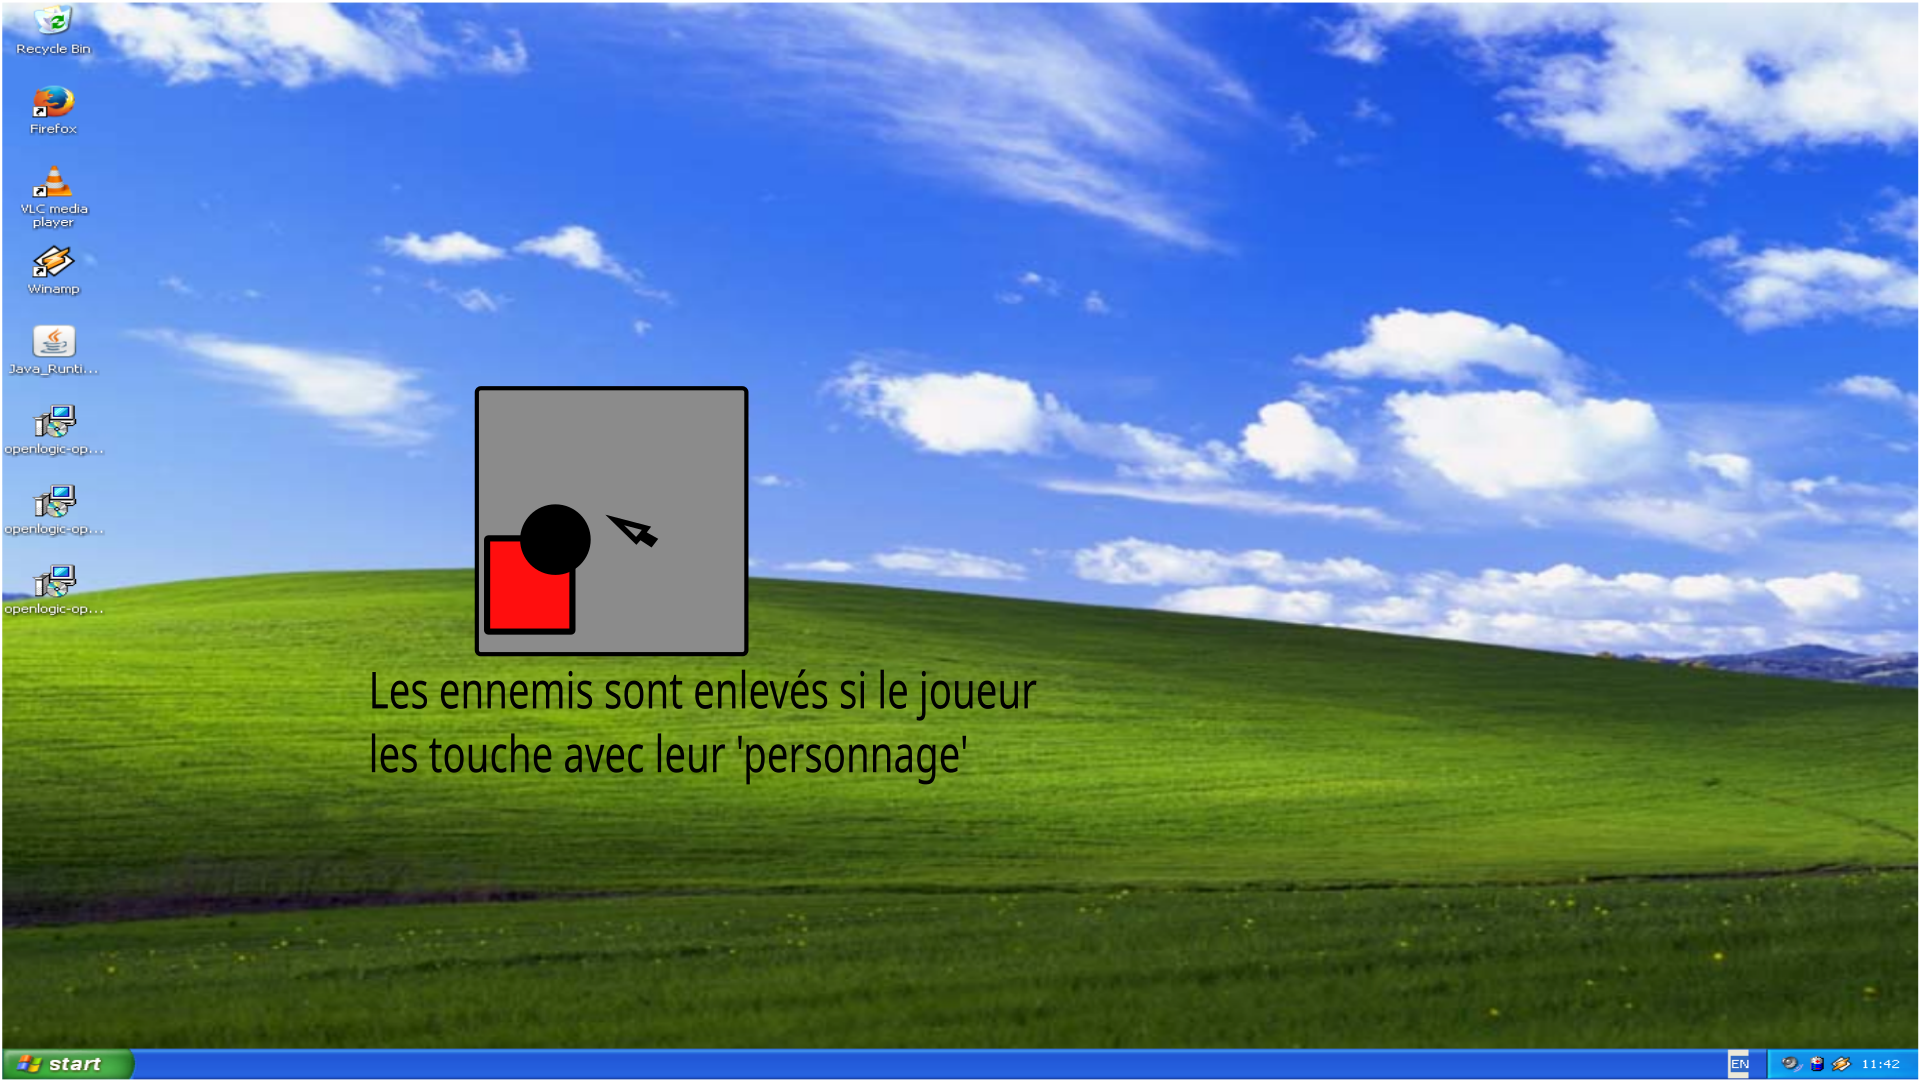 Recycle Bin
Firefox
VLC media
player
Winamp
Java_Runti...
openlogic-op...
openlogic-op...
openlogic-op...
Les ennemis sont enlevés si le joueur
les touche avec leur 'personnage'
start
EN
11:42